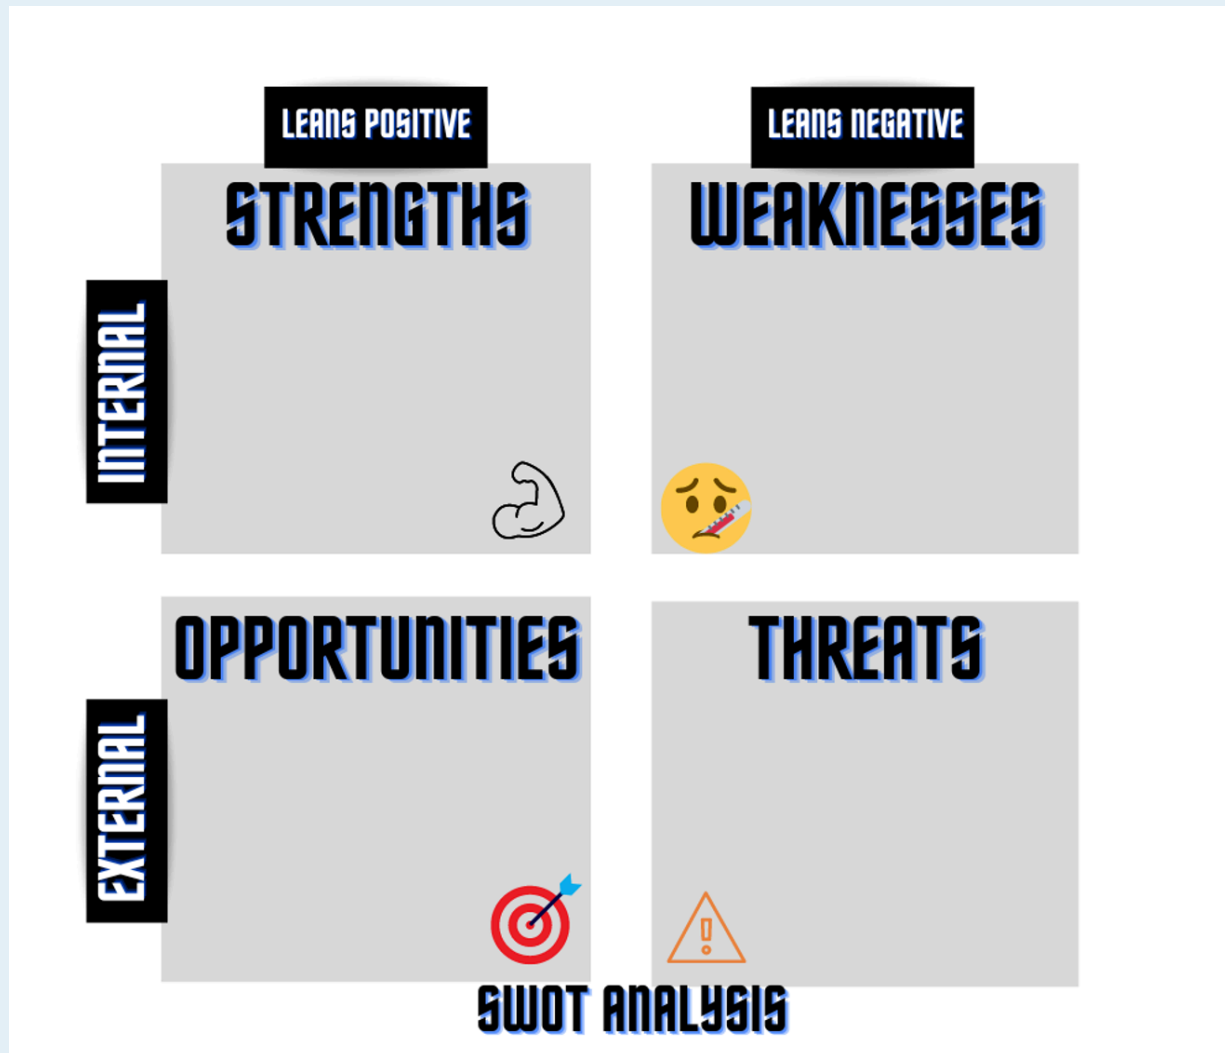 LEANS POSITIVE
LEANS NEGATIVE
STRENGTHS
WEAKNESSES
INTERNAL
OPPORTUNITIES
THREATS
EXTERNAL
SWOT ANALYSIS